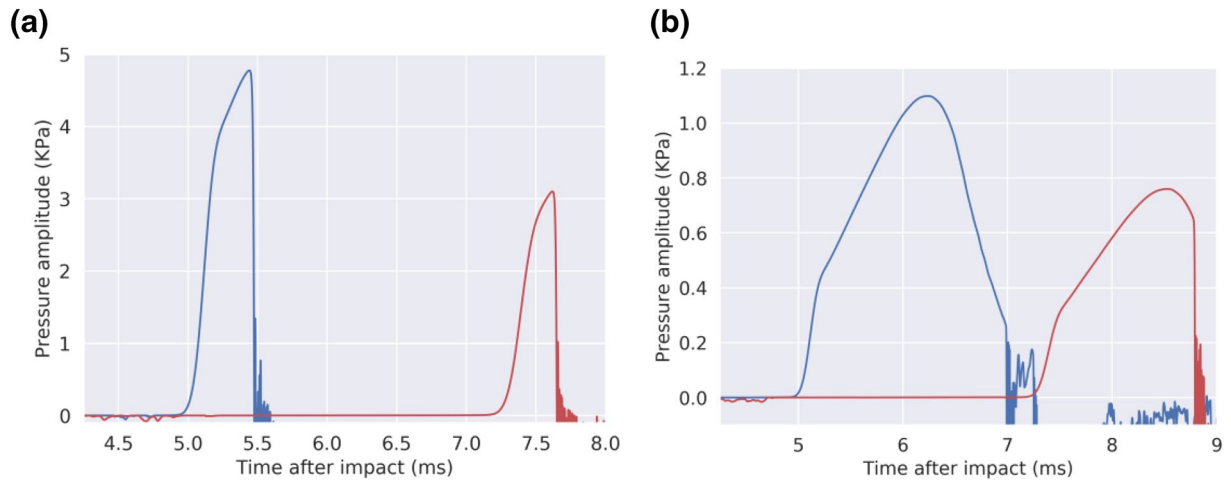 (a)
Pressure amplitude (KPa)
5
4
3
2
1
0
4.5 5.0 5.5 6.0 6.5 7.0 7.5 8.0
Time after impact (ms)
(b)
Pressure amplitude (KPa)
1.2
1.0
0.8
0.6
0.4
0.2
0.0
5 6 7 8 9
Time after impact (ms)